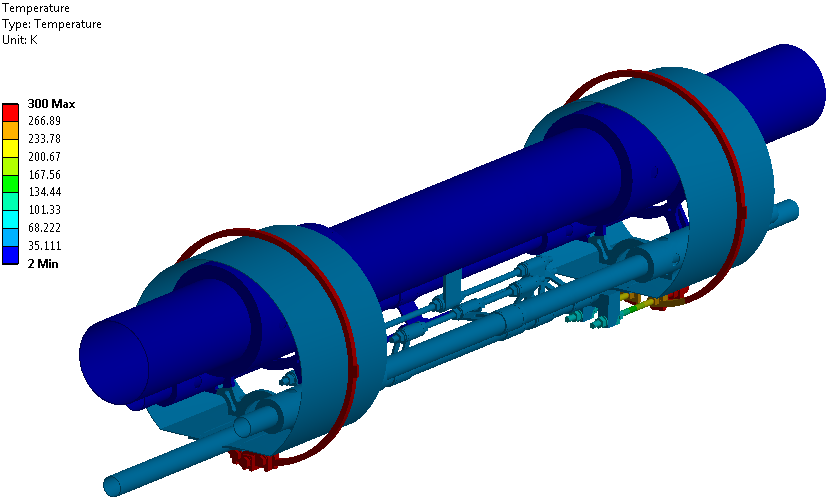 Temperature
Type: Temperature
Unit: K
300 Max
266.89
233.78
200.67
167.56
134.44
101.33
68.222
35.111
2 Min